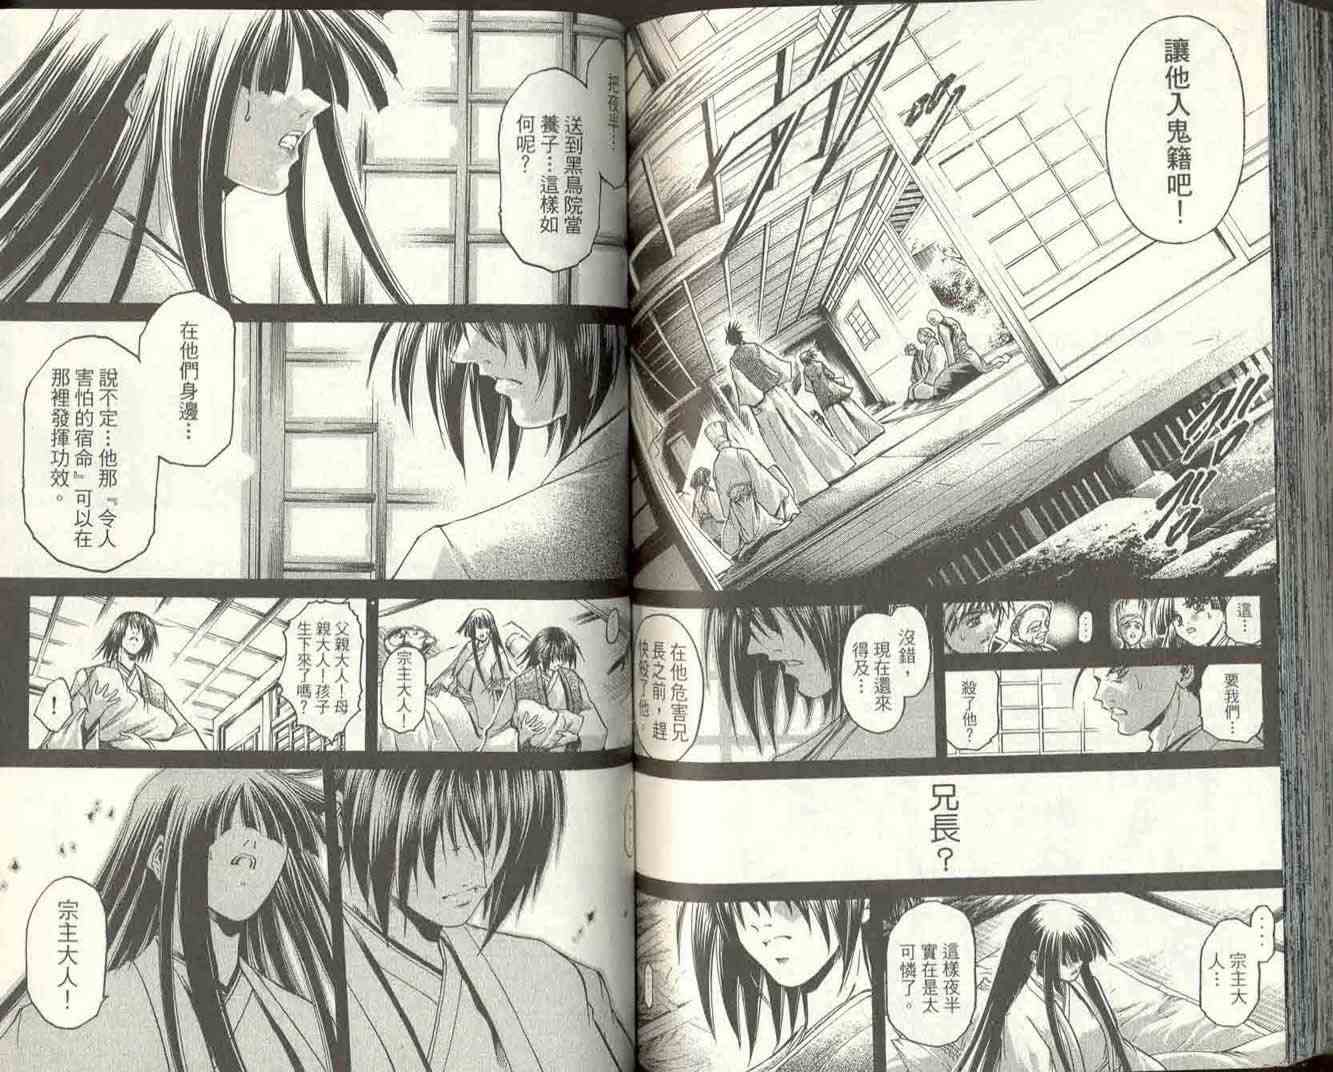 讓他入鬼籍吧！
這…
…
要我們…
殺了他？
沒錯，
現在還來
得及…
在他危害兄
長之前，趕
快殺了他。
兄長？
…
宗主大
人…
這樣夜半
實在是太
可憐了。
把夜半…
送到黑鳥院當
養子…這樣如
何呢？
在他們身邊…
說不定…他那『令人
害怕的宿命』可以在
那裡發揮功效。
宗主大人！
父親大人！母
親大人！孩子
生下來了嗎？
！
宗主大人！